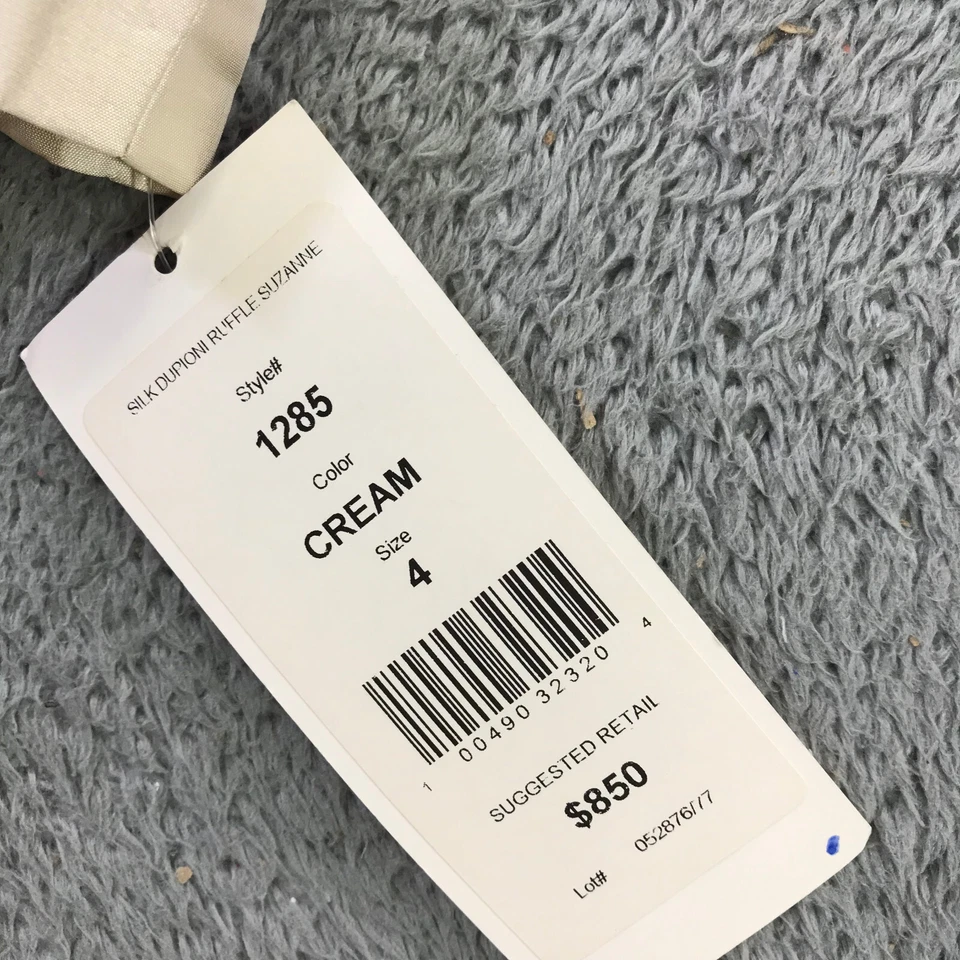 SILK DUPIONI RUFFLE SUZANNE
Style#
1285
Color
CREAM
Size
4
1 00490 32320 4
SUGGESTED RETAIL
$850
Lot# 052876/77